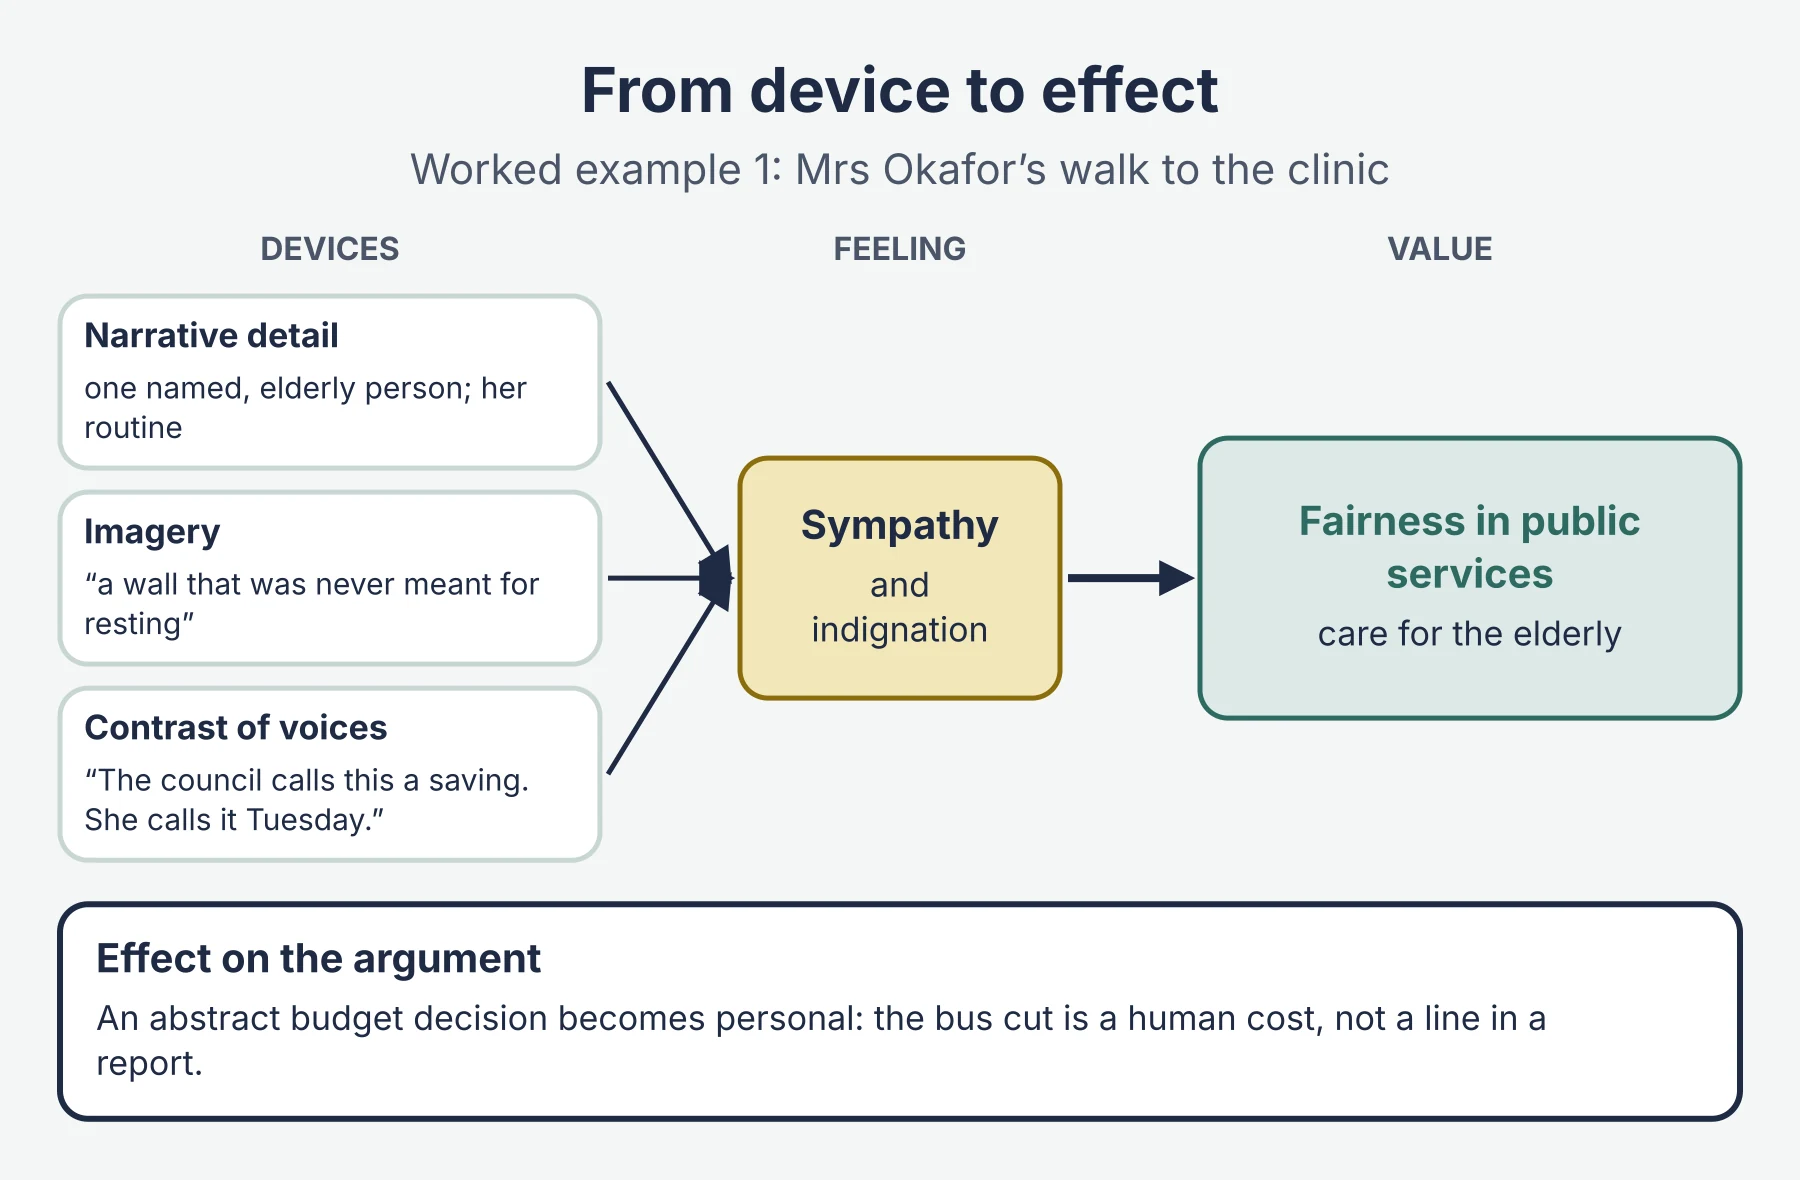 From device to effect
Worked example 1: Mrs Okafor’s walk to the clinic
DEVICES
FEELING
VALUE
Narrative detail
one named, elderly person; her
routine
Imagery
“a wall that was never meant for
resting”
Contrast of voices
“The council calls this a saving.
She calls it Tuesday.”
Sympathy
and
indignation
Fairness in public
services
care for the elderly
Effect on the argument
An abstract budget decision becomes personal: the bus cut is a human cost, not a line in a
report.